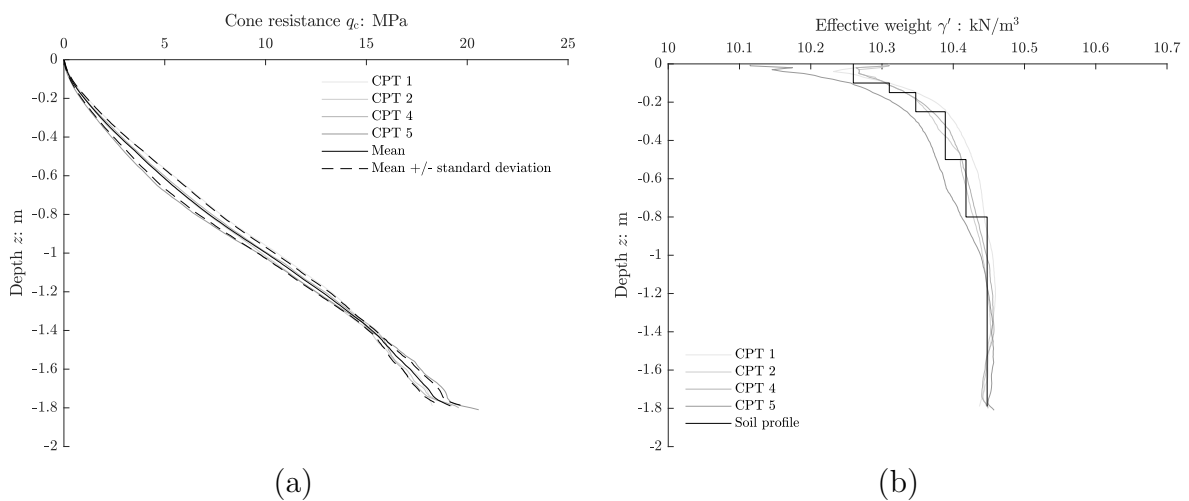 Cone resistance qc: MPa
0 5 10 15 20 25
0
-0.2
-0.4
-0.6
-0.8
-1
-1.2
-1.4
-1.6
-1.8
-2
Depth z: m
CPT 1
CPT 2
CPT 4
CPT 5
Mean
Mean +/- standard deviation
(a)
Effective weight γ′ : kN/m³
10 10.1 10.2 10.3 10.4 10.5 10.6 10.7
0
-0.2
-0.4
-0.6
-0.8
-1
-1.2
-1.4
-1.6
-1.8
-2
Depth z: m
CPT 1
CPT 2
CPT 4
CPT 5
Soil profile
(b)